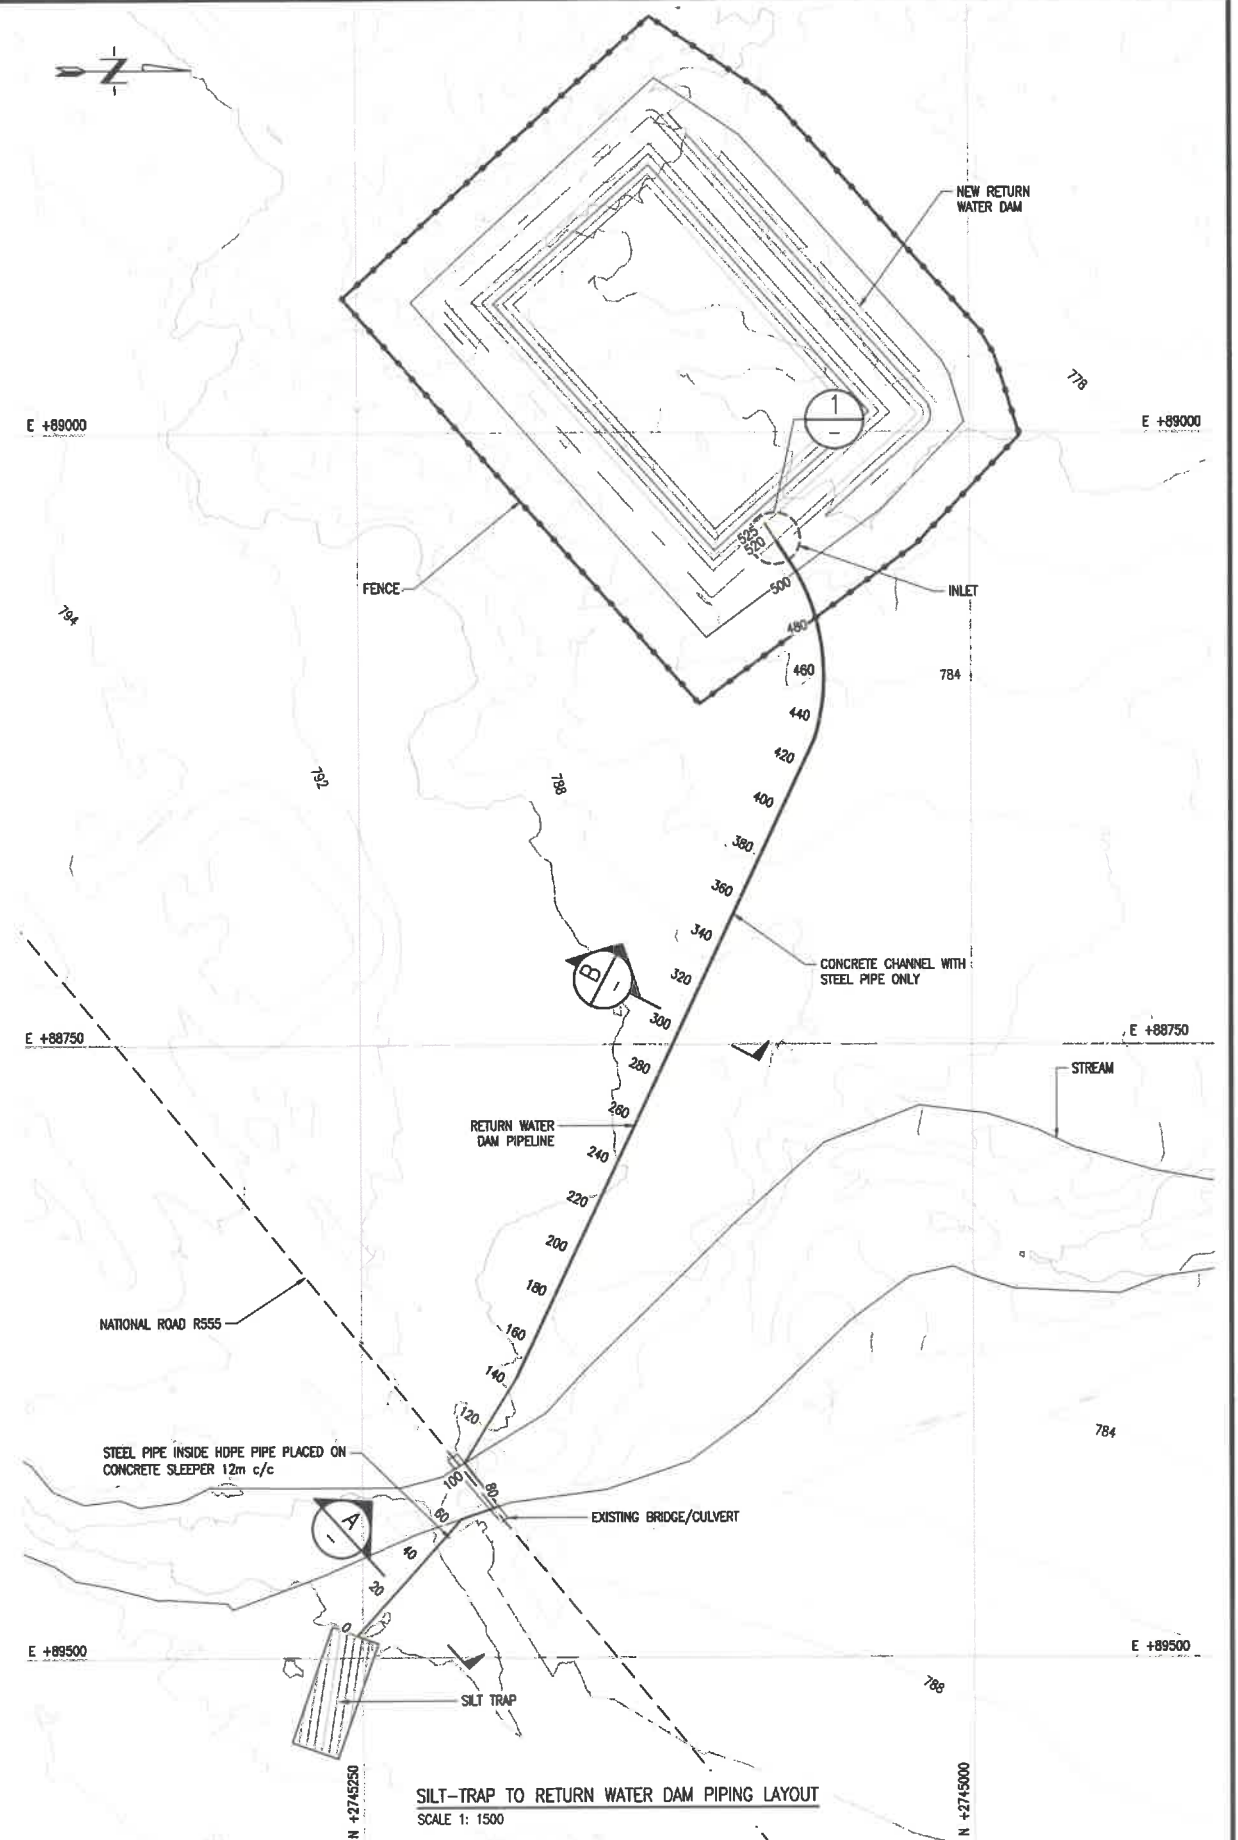 N
NEW RETURN
WATER DAM
778
1
-
E +89000
E +89000
525
520
500
INLET
FENCE
794
480
460
784
440
420
792
788
400
380
360
340
CONCRETE CHANNEL WITH
STEEL PIPE ONLY
B
-
320
300
E +88750
E +88750
280
STREAM
260
RETURN WATER
DAM PIPELINE
240
220
200
180
NATIONAL ROAD R555
160
140
120
784
STEEL PIPE INSIDE HDPE PIPE PLACED ON
CONCRETE SLEEPER 12m c/c
100
80
60
EXISTING BRIDGE/CULVERT
A
-
40
20
0
E +89500
E +89500
788
SILT TRAP
N +2745250
N +2745000
SILT-TRAP TO RETURN WATER DAM PIPING LAYOUT
SCALE 1: 1500